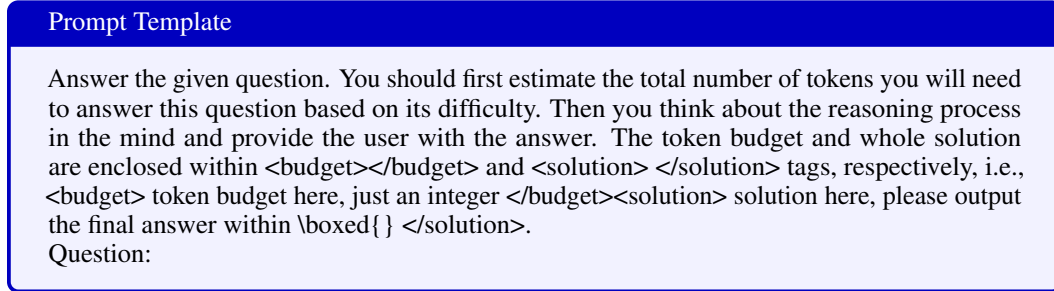 Prompt Template
Answer the given question. You should first estimate the total number of tokens you will need
to answer this question based on its difficulty. Then you think about the reasoning process
in the mind and provide the user with the answer. The token budget and whole solution
are enclosed within <budget></budget> and <solution> </solution> tags, respectively, i.e.,
<budget> token budget here, just an integer </budget><solution> solution here, please output
the final answer within \boxed{} </solution>.
Question: